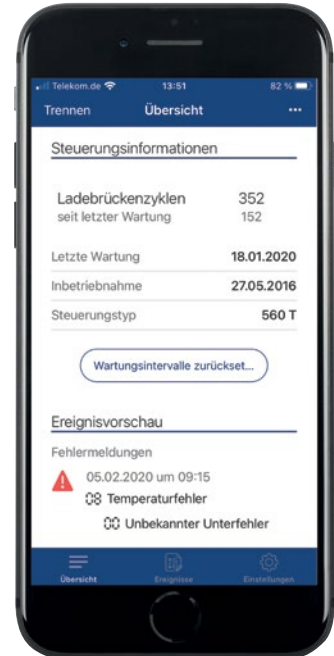 Telekom.de 13:51 82 %
Trennen Übersicht ...
Steuerungsinformationen
Ladebrückenzyklen 352
seit letzter Wartung 152
Letzte Wartung 18.01.2020
Inbetriebnahme 27.05.2016
Steuerungstyp 560 T
Wartungsintervalle zurückset...
Ereignisvorschau
Fehlermeldungen
05.02.2020 um 09:15
08 Temperaturfehler
00 Unbekannter Unterfehler
Übersicht Ereignisse Einstellungen